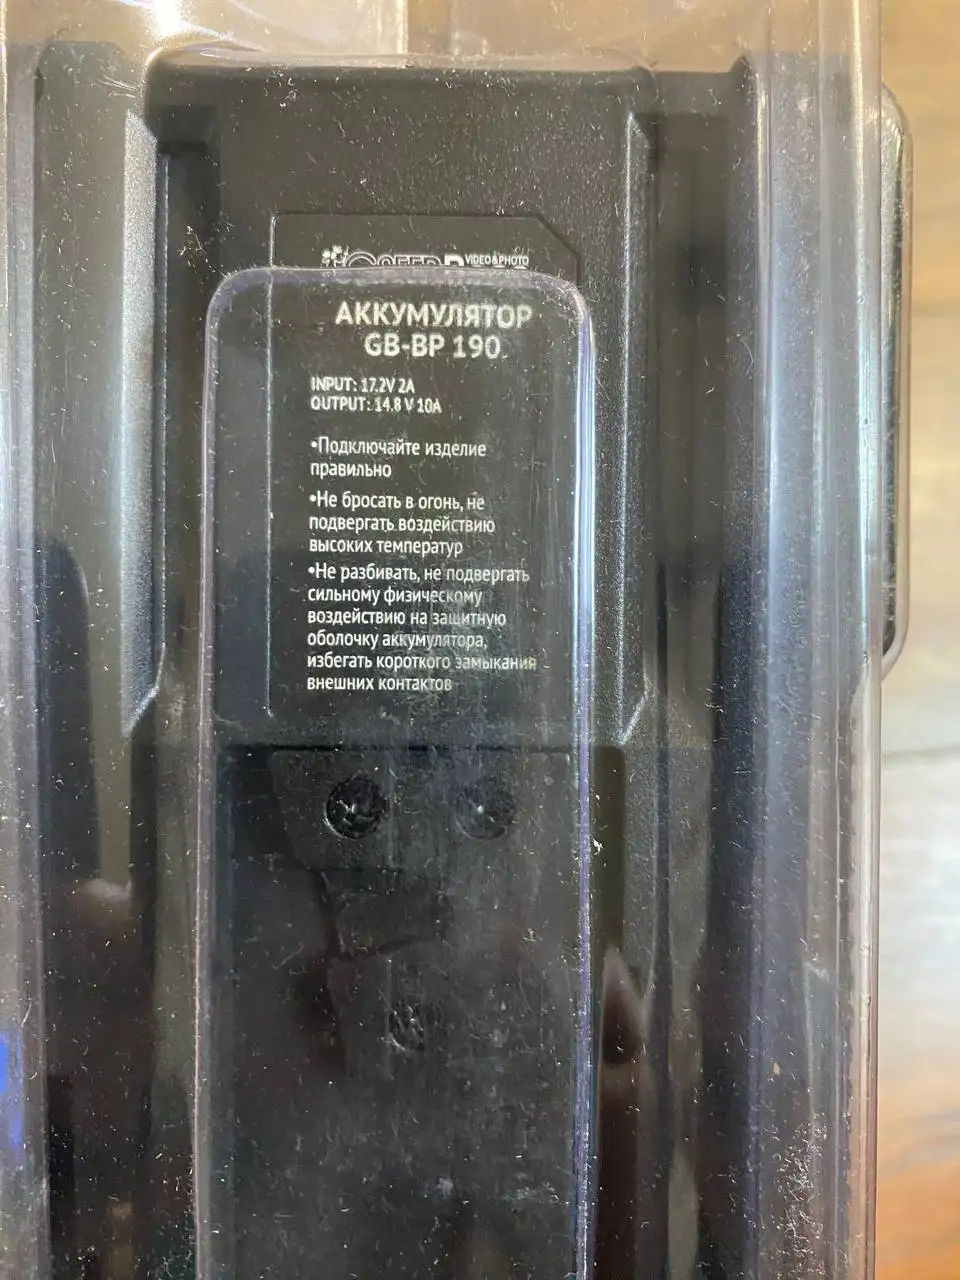 VIDEO&PHOTO
АККУМУЛЯТОР
GB-BP 190
INPUT: 17.2V 2A
OUTPUT: 14.8 V 10A
•Подключайте изделие
правильно
•Не бросать в огонь, не
подвергать воздействию
высоких температур
•Не разбивать, не подвергать
сильному физическому
воздействию на защитную
оболочку аккумулятора,
избегать короткого замыкания
внешних контактов